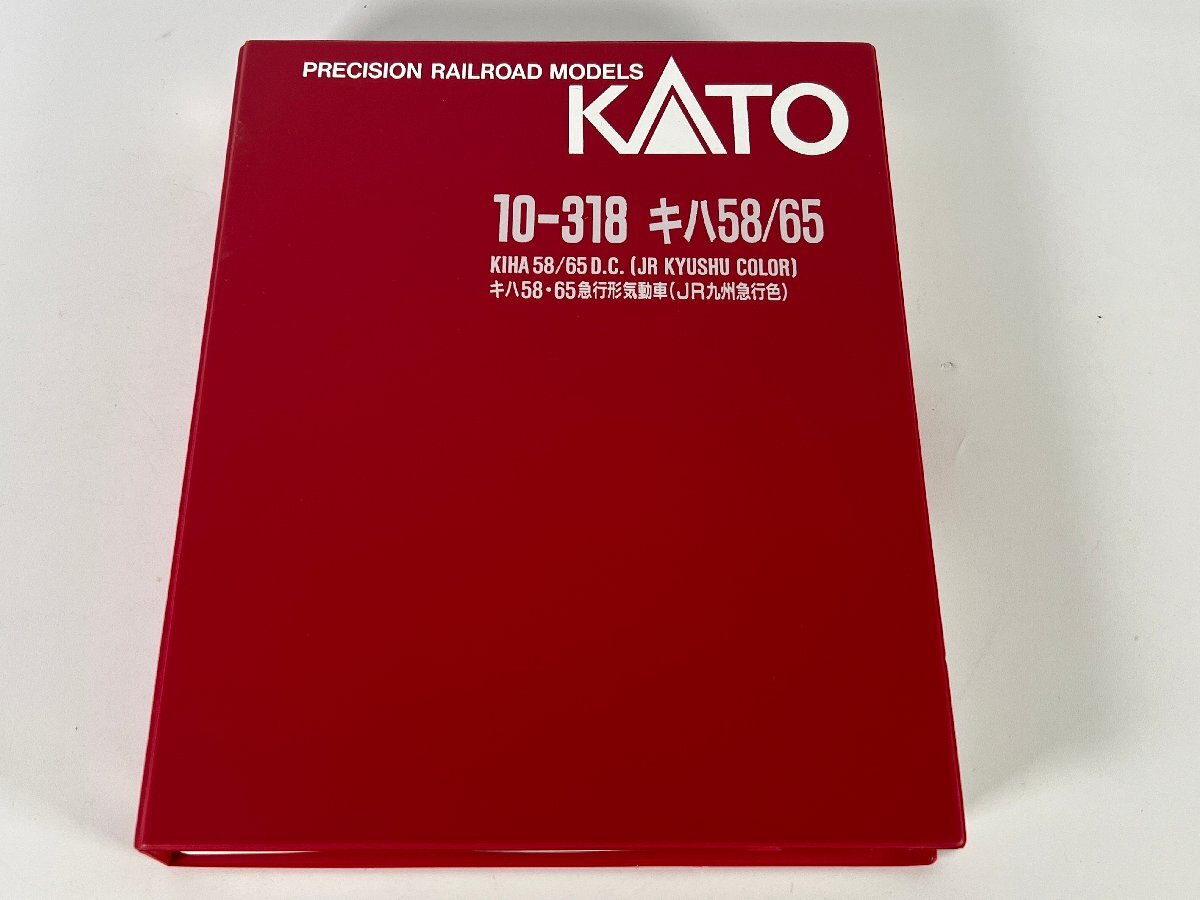 PRECISION RAILROAD MODELS
KATO
10-318 キハ58/65
KIHA 58/65 D.C. (JR KYUSHU COLOR)
キハ58・65急行形気動車(JR九州急行色)